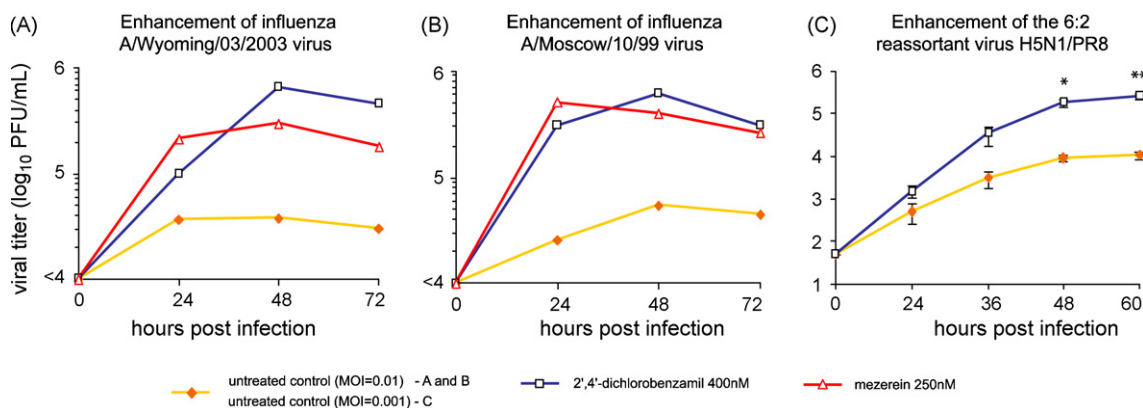 (A) Enhancement of influenza
A/Wyoming/03/2003 virus
viral titer (log10 PFU/mL)
6
5
<4
0 24 48 72
hours post infection
(B) Enhancement of influenza
A/Moscow/10/99 virus
6
5
<4
0 24 48 72
hours post infection
(C) Enhancement of the 6:2
reassortant virus H5N1/PR8
6
5
4
3
2
1
* **
0 24 36 48 60
hours post infection
untreated control (MOI=0.01) - A and B
untreated control (MOI=0.001) - C
2',4'-dichlorobenzamil 400nM
mezerein 250nM